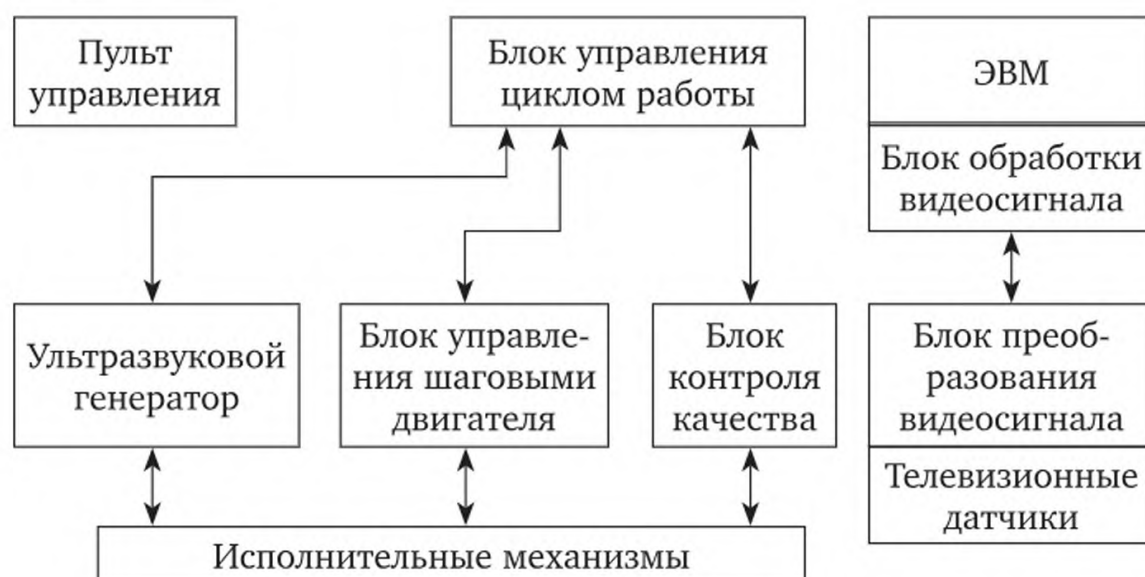 Пульт
управления
Блок управления
циклом работы
ЭВМ
Блок обработки
видеосигнала
Ультразвуковой
генератор
Блок управле-
ния шаговыми
двигателя
Блок
контроля
качества
Блок преоб-
разования
видеосигнала
Телевизионные
датчики
Исполнительные механизмы